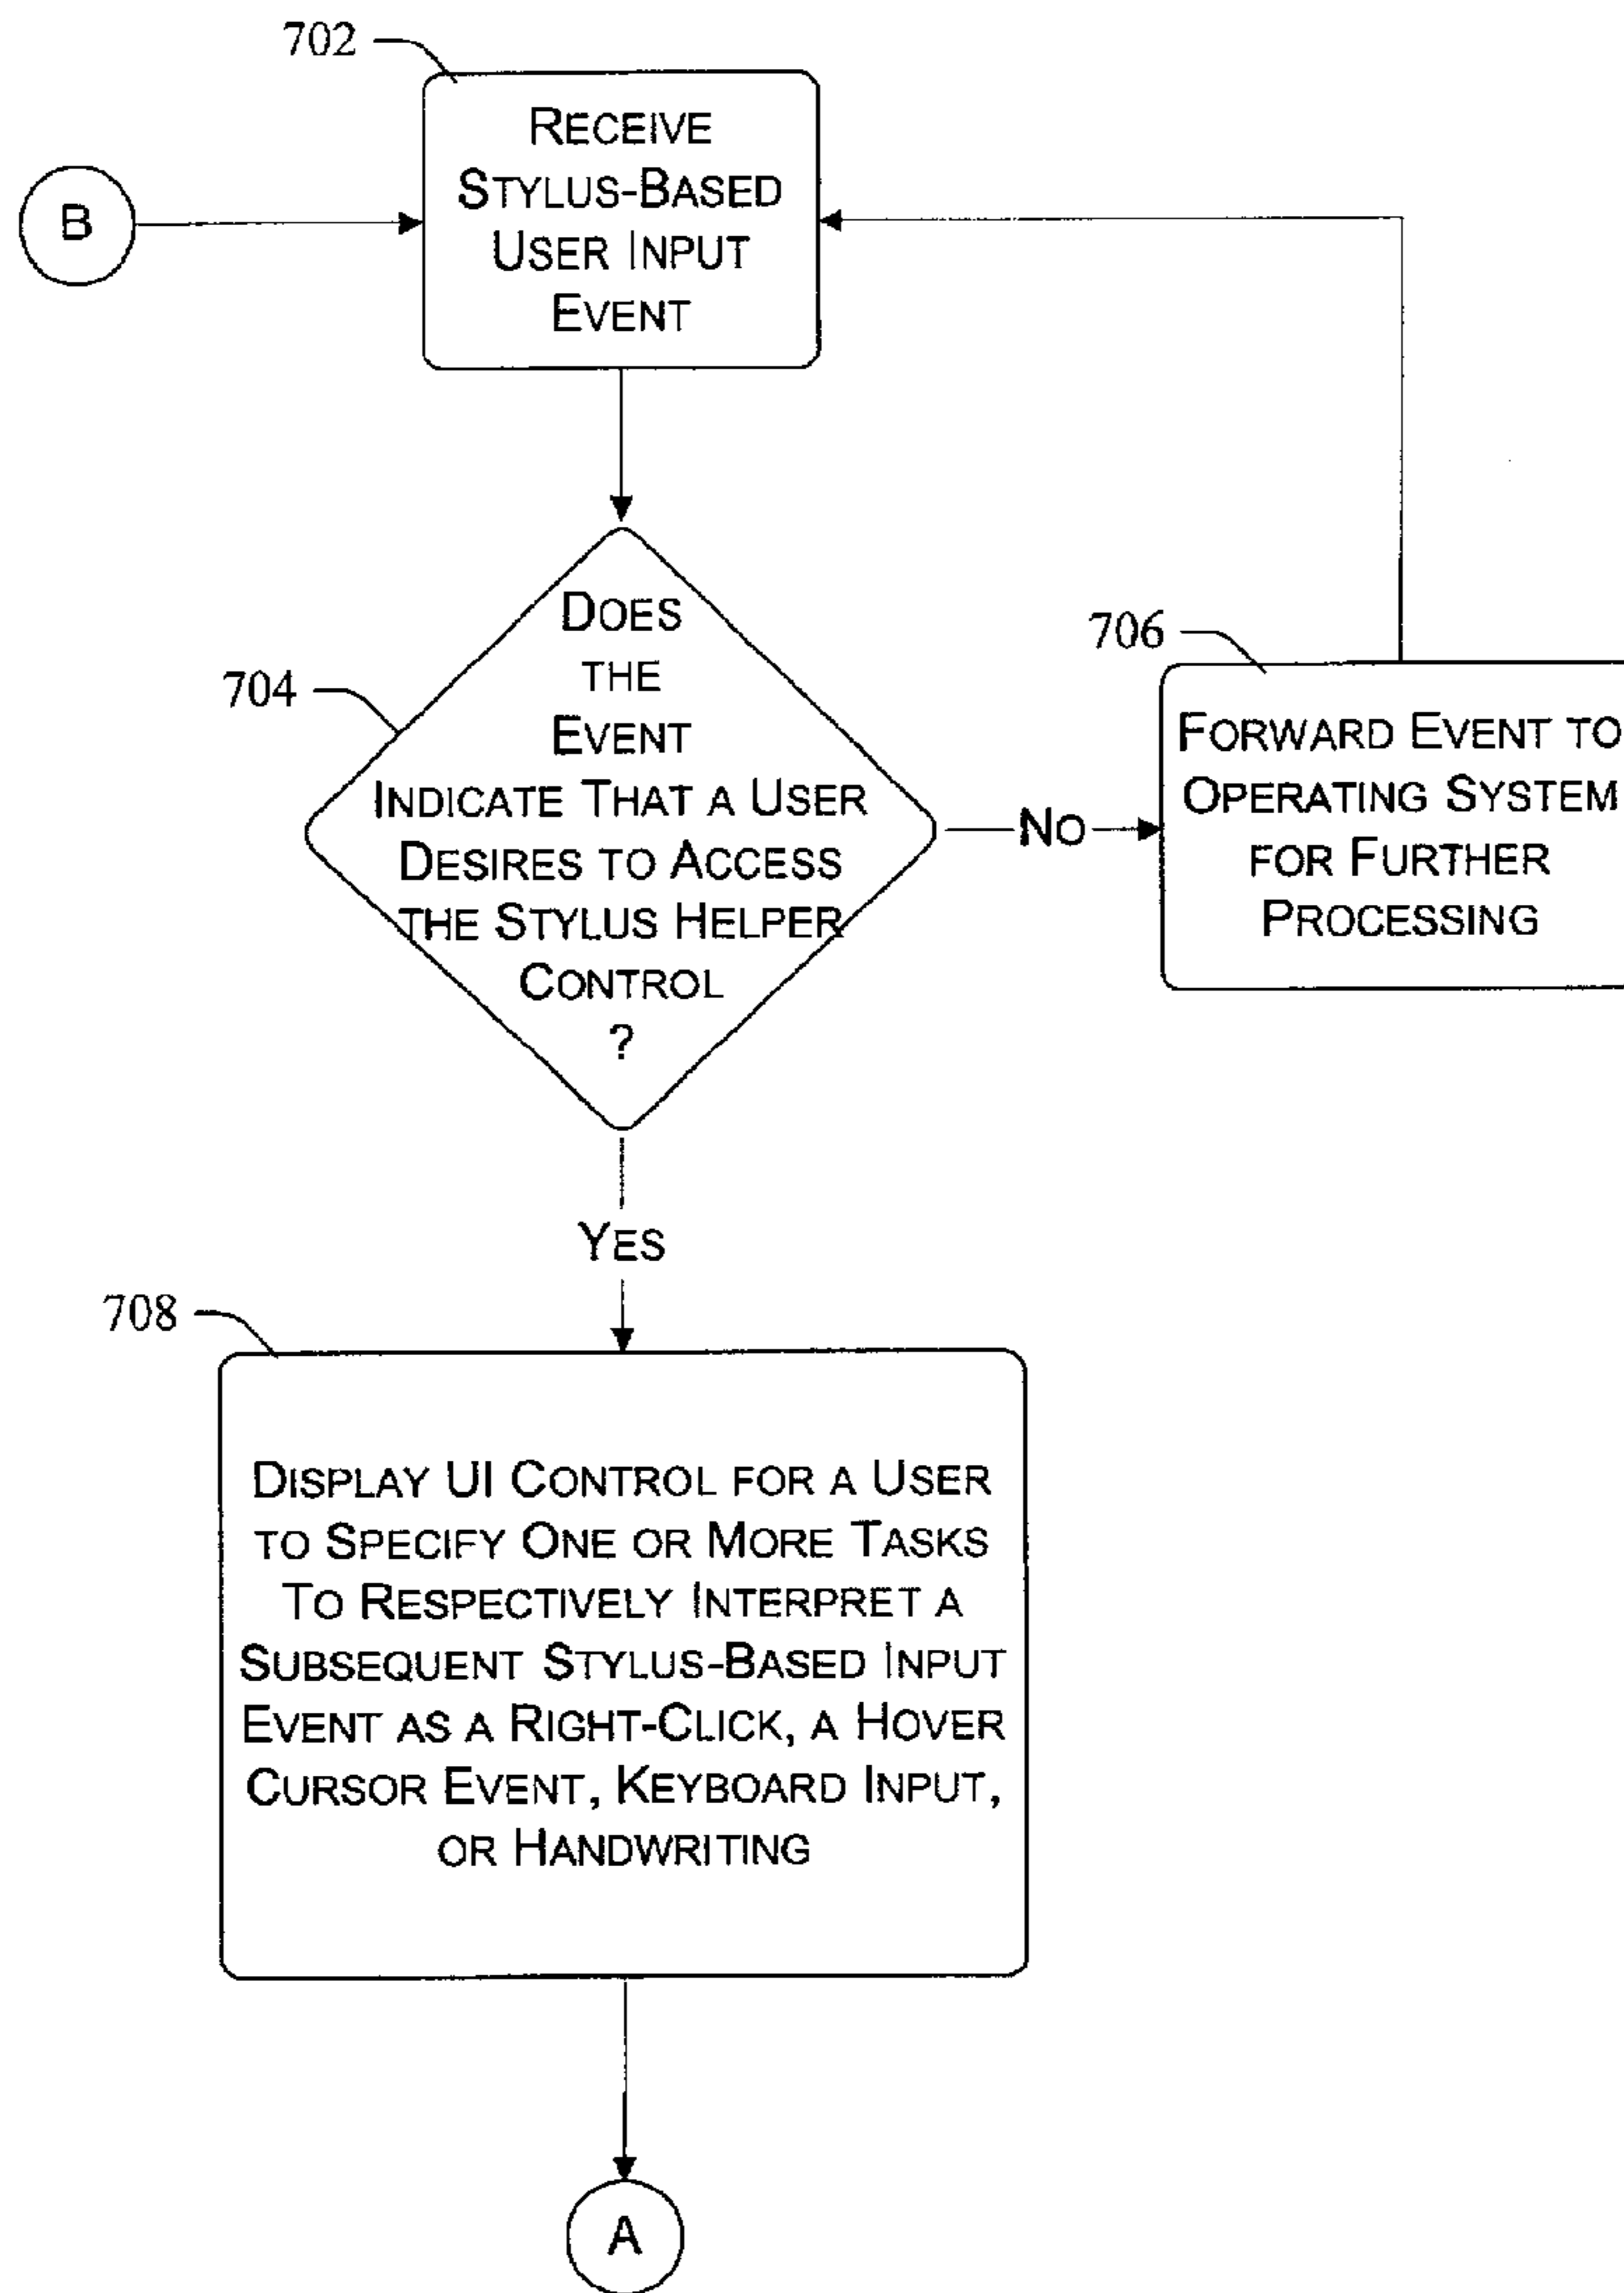 702
RECEIVE
STYLUS-BASED
USER INPUT
EVENT
B
DOES
THE
EVENT
INDICATE THAT A USER
DESIRES TO ACCESS
THE STYLUS HELPER
CONTROL
?
704
NO
706
FORWARD EVENT TO
OPERATING SYSTEM
FOR FURTHER
PROCESSING
YES
708
DISPLAY UI CONTROL FOR A USER
TO SPECIFY ONE OR MORE TASKS
TO RESPECTIVELY INTERPRET A
SUBSEQUENT STYLUS-BASED INPUT
EVENT AS A RIGHT-CLICK, A HOVER
CURSOR EVENT, KEYBOARD INPUT,
OR HANDWRITING
A